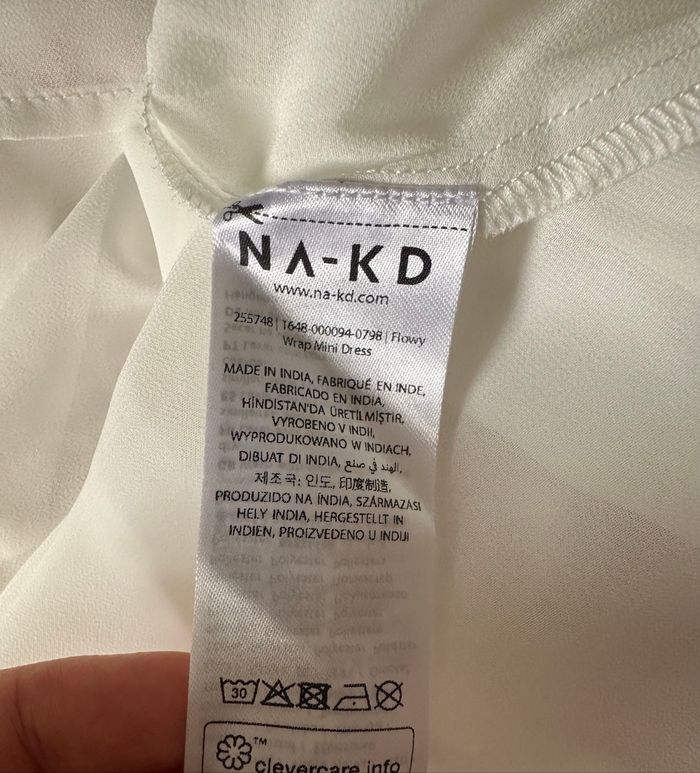 NA-KD
www.na-kd.com
255748 | 1648-000094-0798 | Flowy
Wrap Mini Dress
MADE IN INDIA, FABRIQUÉ EN INDE,
FABRICADO EN INDIA,
HİNDİSTAN'DA ÜRETİLMİŞTİR,
VYROBENO V INDII,
WYPRODUKOWANO W INDIACH,
DIBUAT DI INDIA, الهند في صنع,
제조국: 인도, 印度制造,
PRODUZIDO NA ÍNDIA, SZÁRMAZÁSI
HELY INDIA, HERGESTELLT IN
INDIEN, PROIZVEDENO U INDIJI
30
clevercare.info